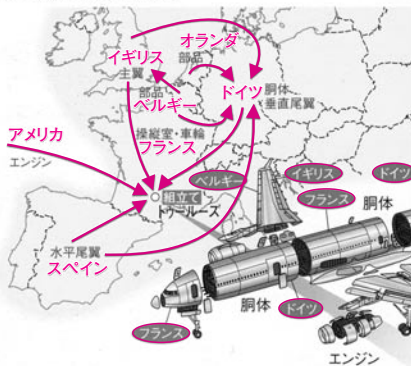 オランダ
部品
イギリス
主翼
部品
ベルギー
ドイツ
胴体
垂直尾翼
操縦室・車輪
フランス
アメリカ
エンジン
組立て
トゥールーズ
水平尾翼
スペイン
ベルギー
イギリス
フランス
ドイツ
胴体
胴体
ドイツ
フランス
エンジン